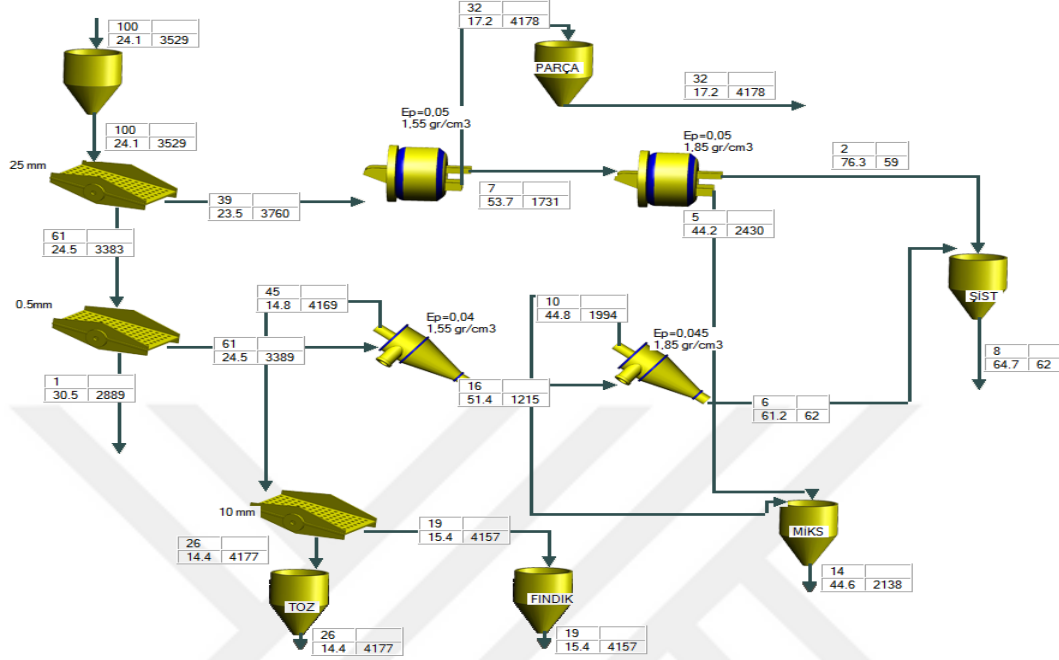 100
24.1 3529
32
17.2 4178
PARÇA
32
17.2 4178
100
24.1 3529
Ep=0,05
1,55 gr/cm3
Ep=0,05
1,85 gr/cm3
25 mm
2
76.3 59
7
53.7 1731
39
23.5 3760
5
44.2 2430
61
24.5 3383
0.5mm
45
14.8 4169
10
44.8 1994
ŞİST
Ep=0,04
1,55 gr/cm3
Ep=0,045
1,85 gr/cm3
61
24.5 3389
8
64.7 62
1
30.5 2889
16
51.4 1215
6
61.2 62
10 mm
19
15.4 4157
MİKS
26
14.4 4177
14
44.6 2138
TOZ
FINDIK
26
14.4 4177
19
15.4 4157